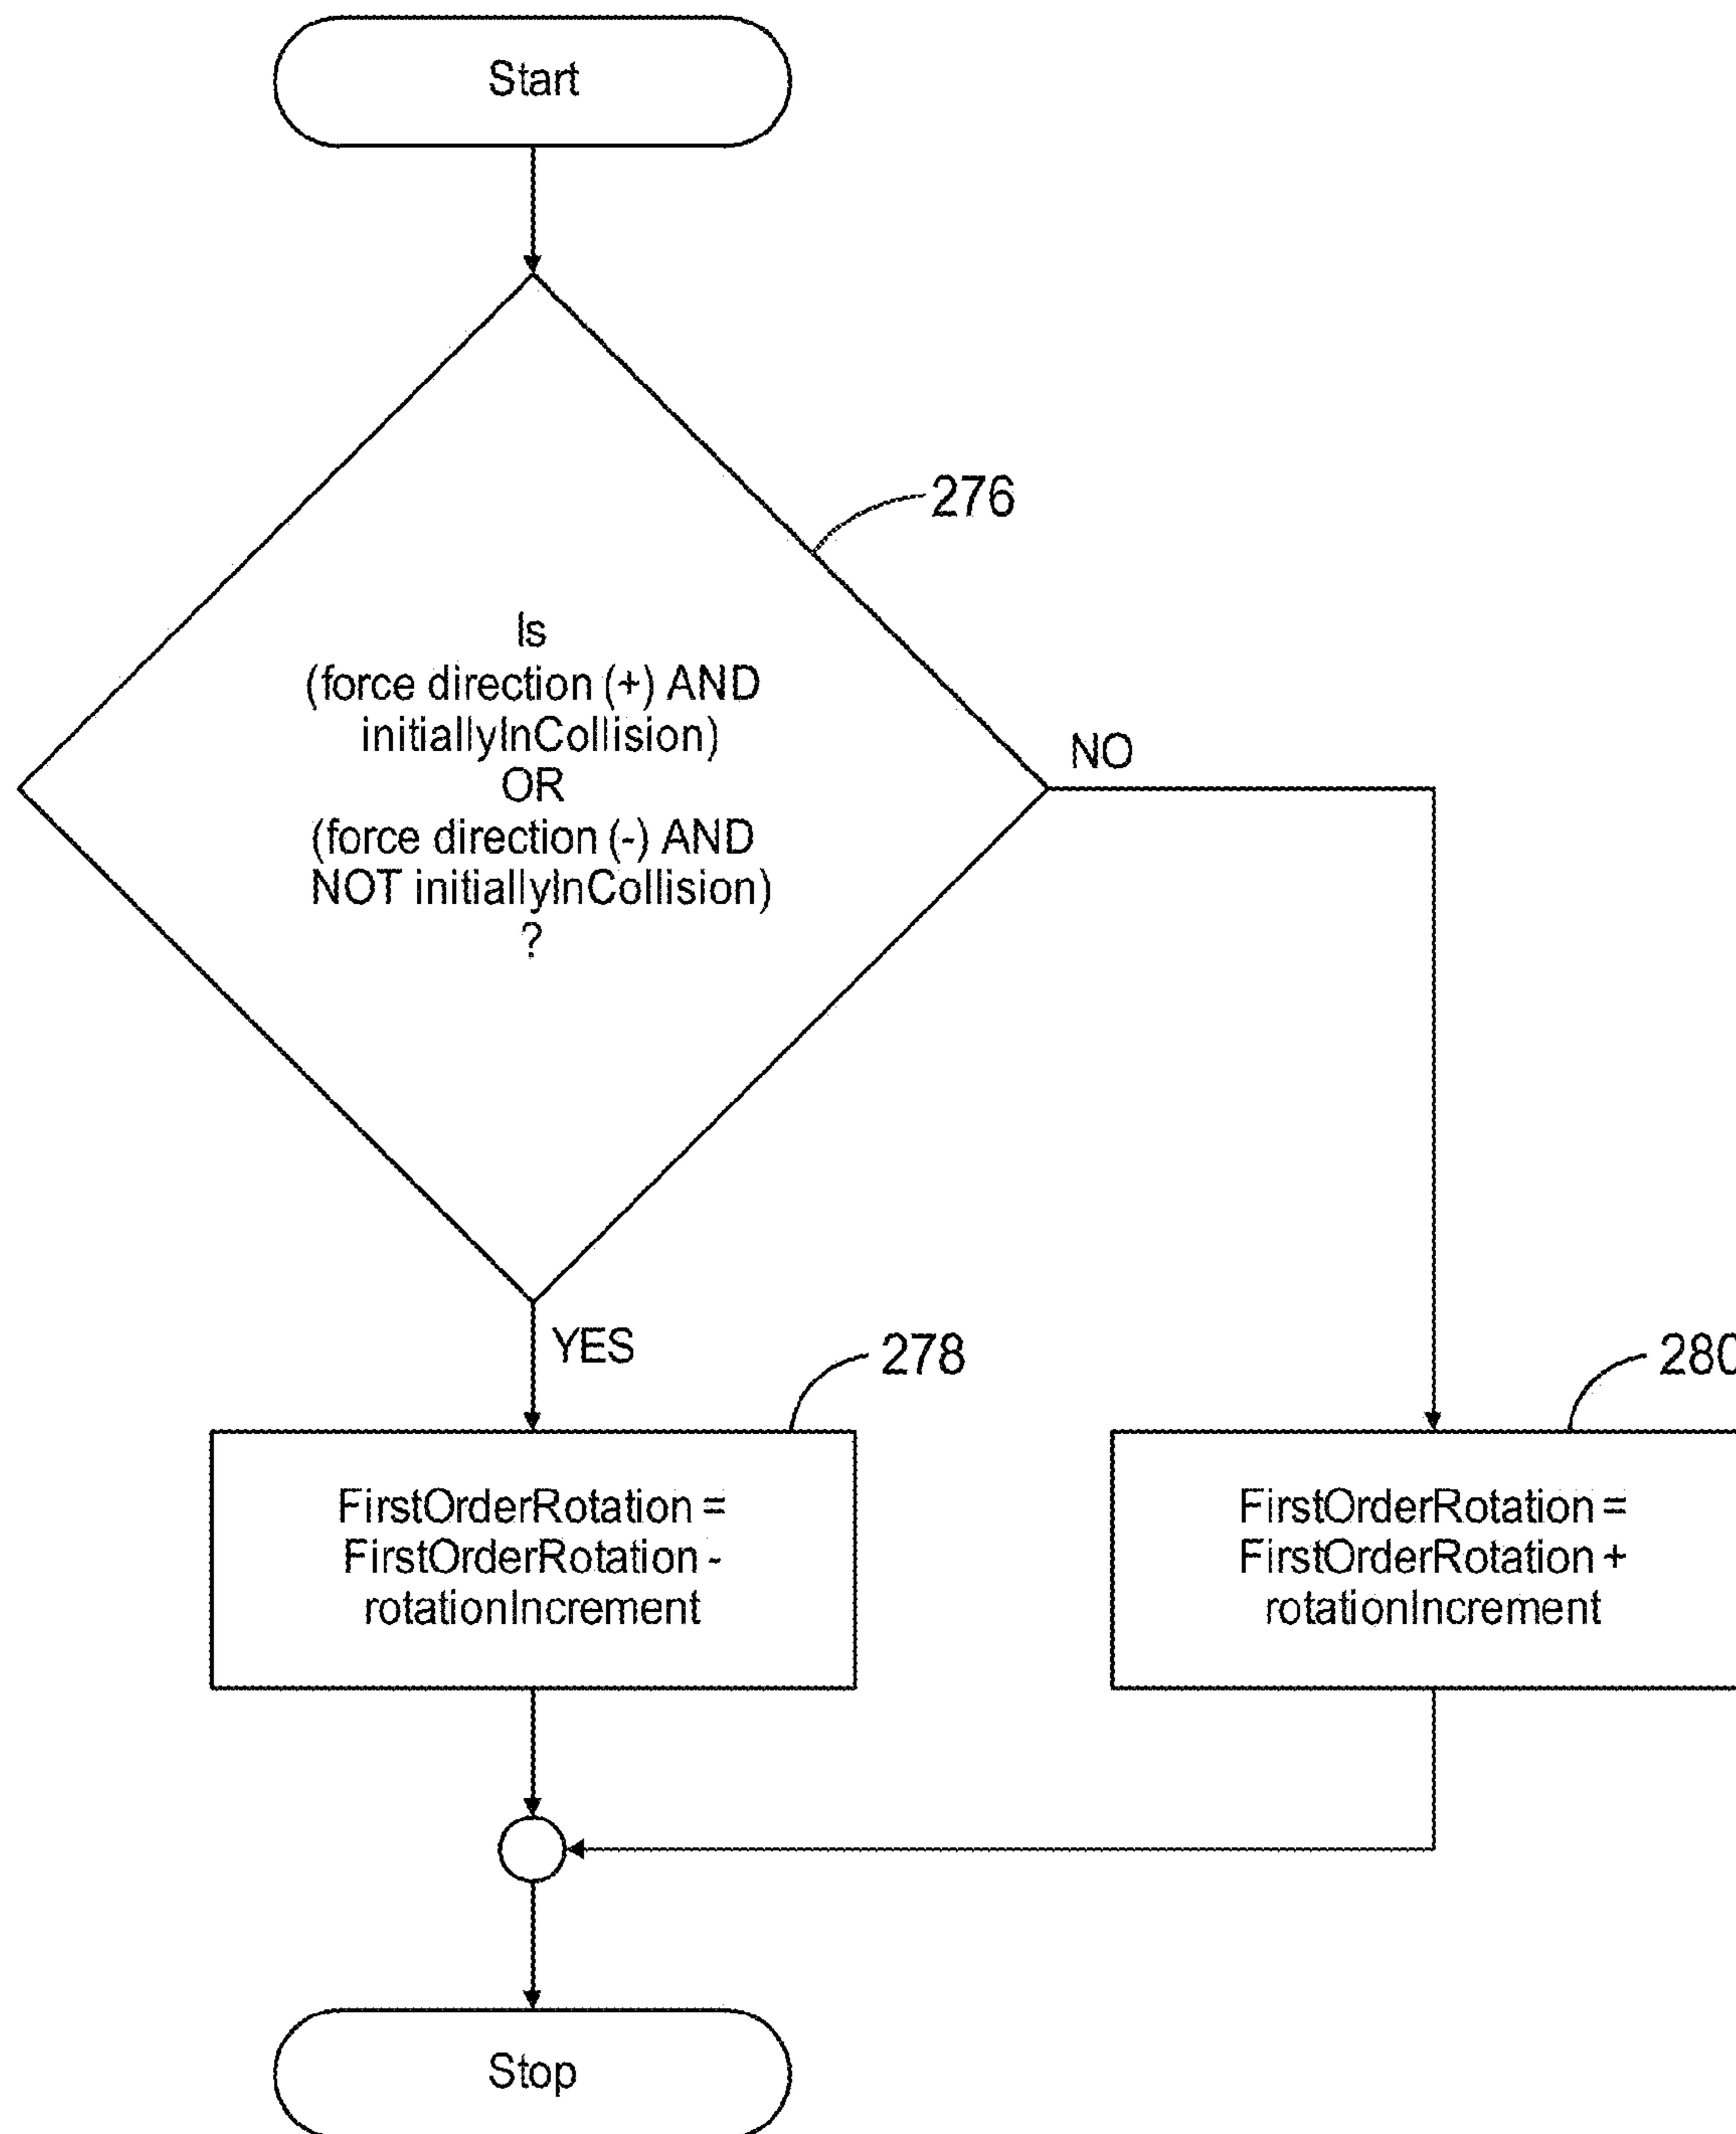 Start
276
Is
(force direction (+) AND
initiallyInCollision)
OR
(force direction (-) AND
NOT initiallyInCollision)
?
NO
YES
278
280
FirstOrderRotation =
FirstOrderRotation -
rotationIncrement
FirstOrderRotation =
FirstOrderRotation +
rotationIncrement
Stop